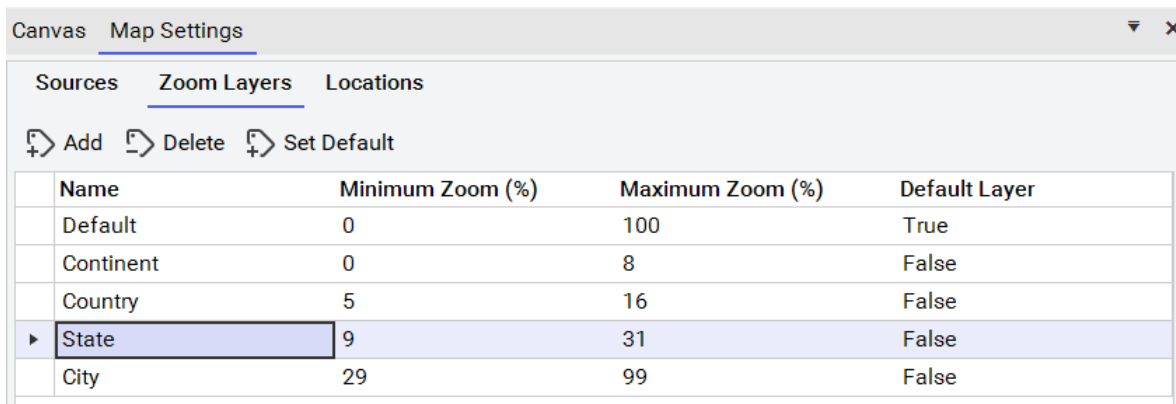 Canvas Map Settings
Sources Zoom Layers Locations
Add Delete Set Default
Name Minimum Zoom (%) Maximum Zoom (%) Default Layer
Default 0 100 True
Continent 0 8 False
Country 5 16 False
State 9 31 False
City 29 99 False